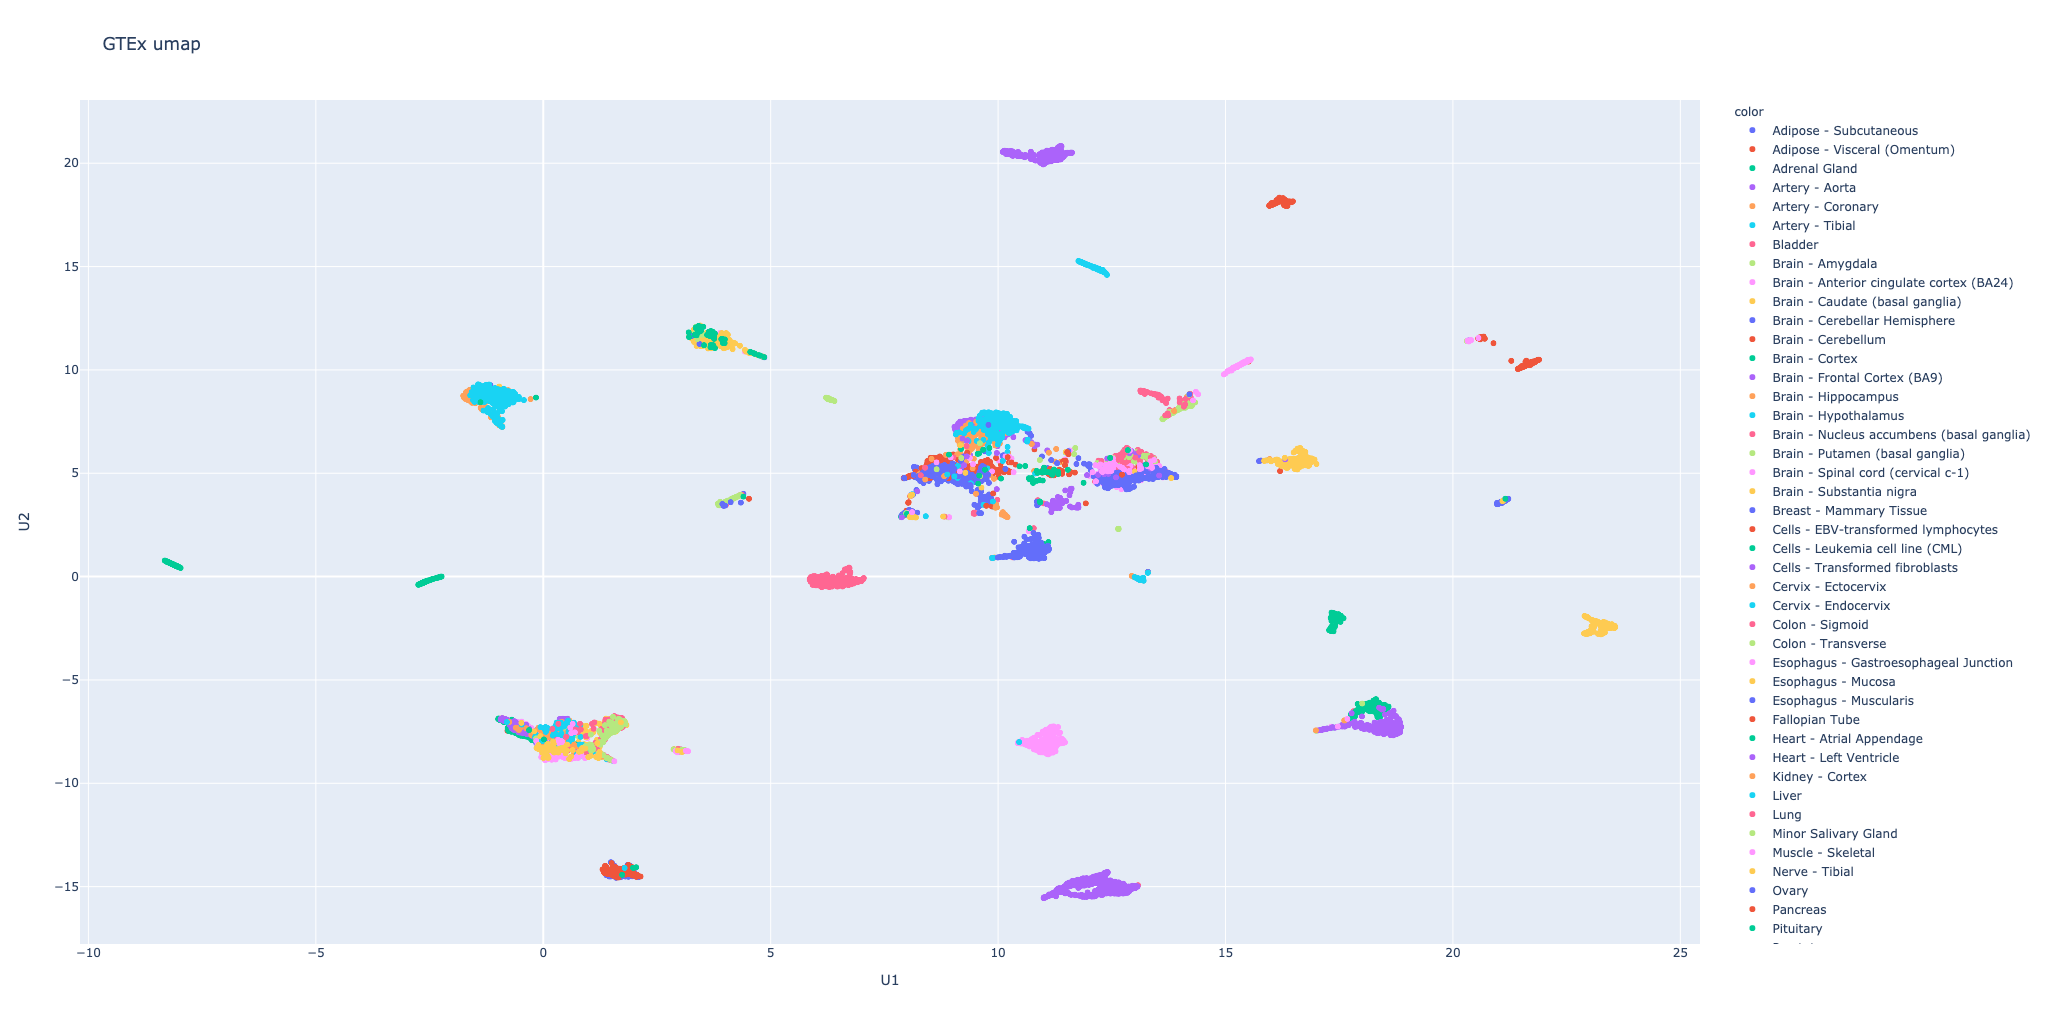 GTEx umap
color
Adipose - Subcutaneous
Adipose - Visceral (Omentum)
Adrenal Gland
Artery - Aorta
Artery - Coronary
Artery - Tibial
Bladder
Brain - Amygdala
Brain - Anterior cingulate cortex (BA24)
Brain - Caudate (basal ganglia)
Brain - Cerebellar Hemisphere
Brain - Cerebellum
Brain - Cortex
Brain - Frontal Cortex (BA9)
Brain - Hippocampus
Brain - Hypothalamus
Brain - Nucleus accumbens (basal ganglia)
Brain - Putamen (basal ganglia)
Brain - Spinal cord (cervical c-1)
Brain - Substantia nigra
Breast - Mammary Tissue
Cells - EBV-transformed lymphocytes
Cells - Leukemia cell line (CML)
Cells - Transformed fibroblasts
Cervix - Ectocervix
Cervix - Endocervix
Colon - Sigmoid
Colon - Transverse
Esophagus - Gastroesophageal Junction
Esophagus - Mucosa
Esophagus - Muscularis
Fallopian Tube
Heart - Atrial Appendage
Heart - Left Ventricle
Kidney - Cortex
Liver
Lung
Minor Salivary Gland
Muscle - Skeletal
Nerve - Tibial
Ovary
Pancreas
Pituitary
20
15
10
5
0
−5
−10
−15
U2
−10 −5 0 5 10 15 20 25
U1